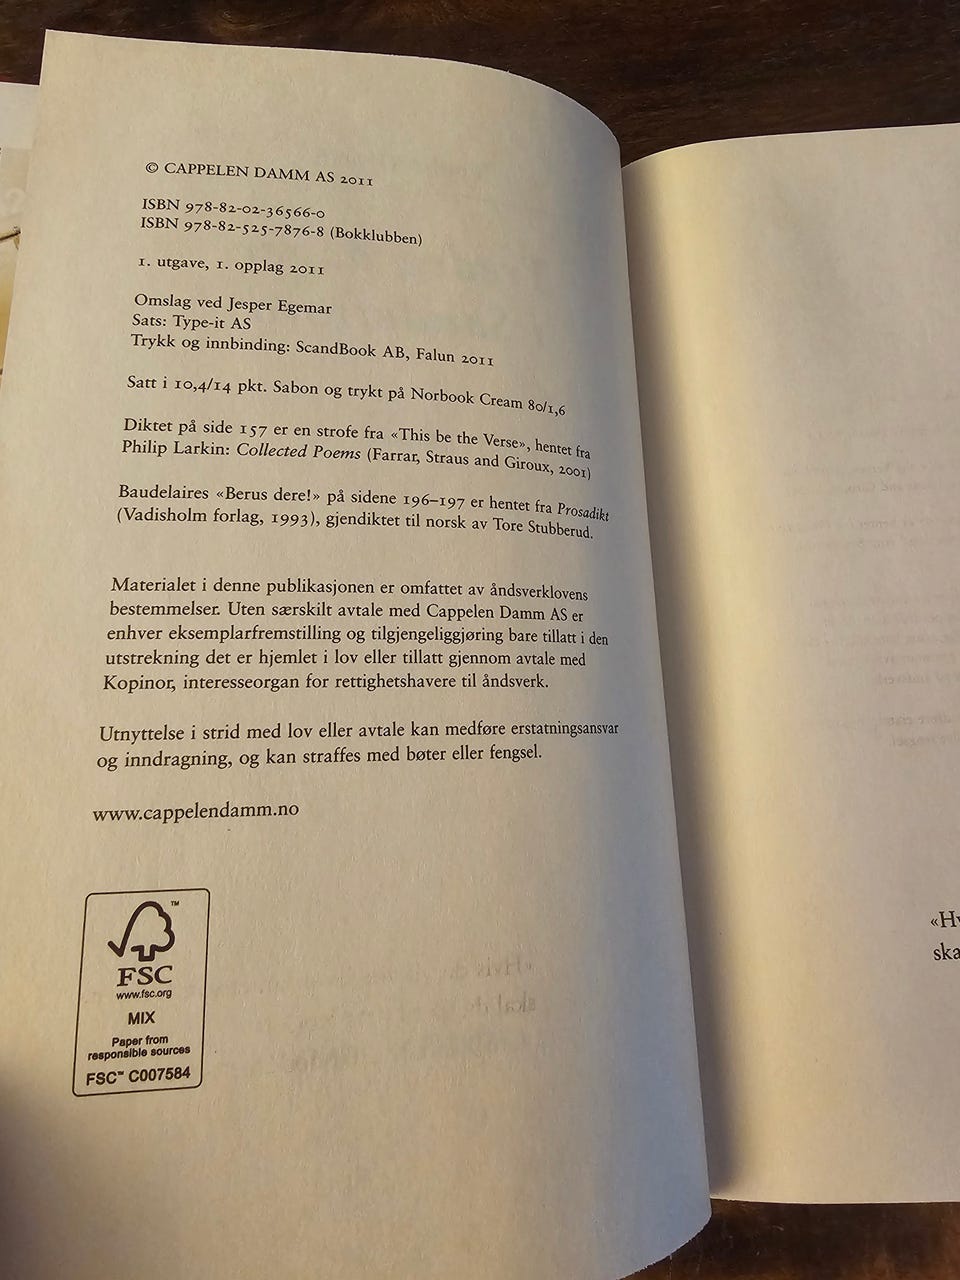 © CAPPELEN DAMM AS 2011
ISBN 978-82-02-36566-0
ISBN 978-82-525-7876-8 (Bokklubben)
1. utgave, 1. opplag 2011
Omslag ved Jesper Egemar
Sats: Type-it AS
Trykk og innbinding: ScandBook AB, Falun 2011
Satt i 10,4/14 pkt. Sabon og trykt på Norbook Cream 80/1,6
Diktet på side 157 er en strofe fra «This be the Verse», hentet fra
Philip Larkin: Collected Poems (Farrar, Straus and Giroux, 2001)
Baudelaires «Berus dere!» på sidene 196–197 er hentet fra Prosadikt
(Vadisholm forlag, 1993), gjendiktet til norsk av Tore Stubberud.
Materialet i denne publikasjonen er omfattet av åndsverklovens
bestemmelser. Uten særskilt avtale med Cappelen Damm AS er
enhver eksemplarfremstilling og tilgjengeliggjøring bare tillatt i den
utstrekning det er hjemlet i lov eller tillatt gjennom avtale med
Kopinor, interesseorgan for rettighetshavere til åndsverk.
Utnyttelse i strid med lov eller avtale kan medføre erstatningsansvar
og inndragning, og kan straffes med bøter eller fengsel.
www.cappelendamm.no
™
FSC
www.fsc.org
MIX
Paper from
responsible sources
FSC™ C007584
«Hv
ska